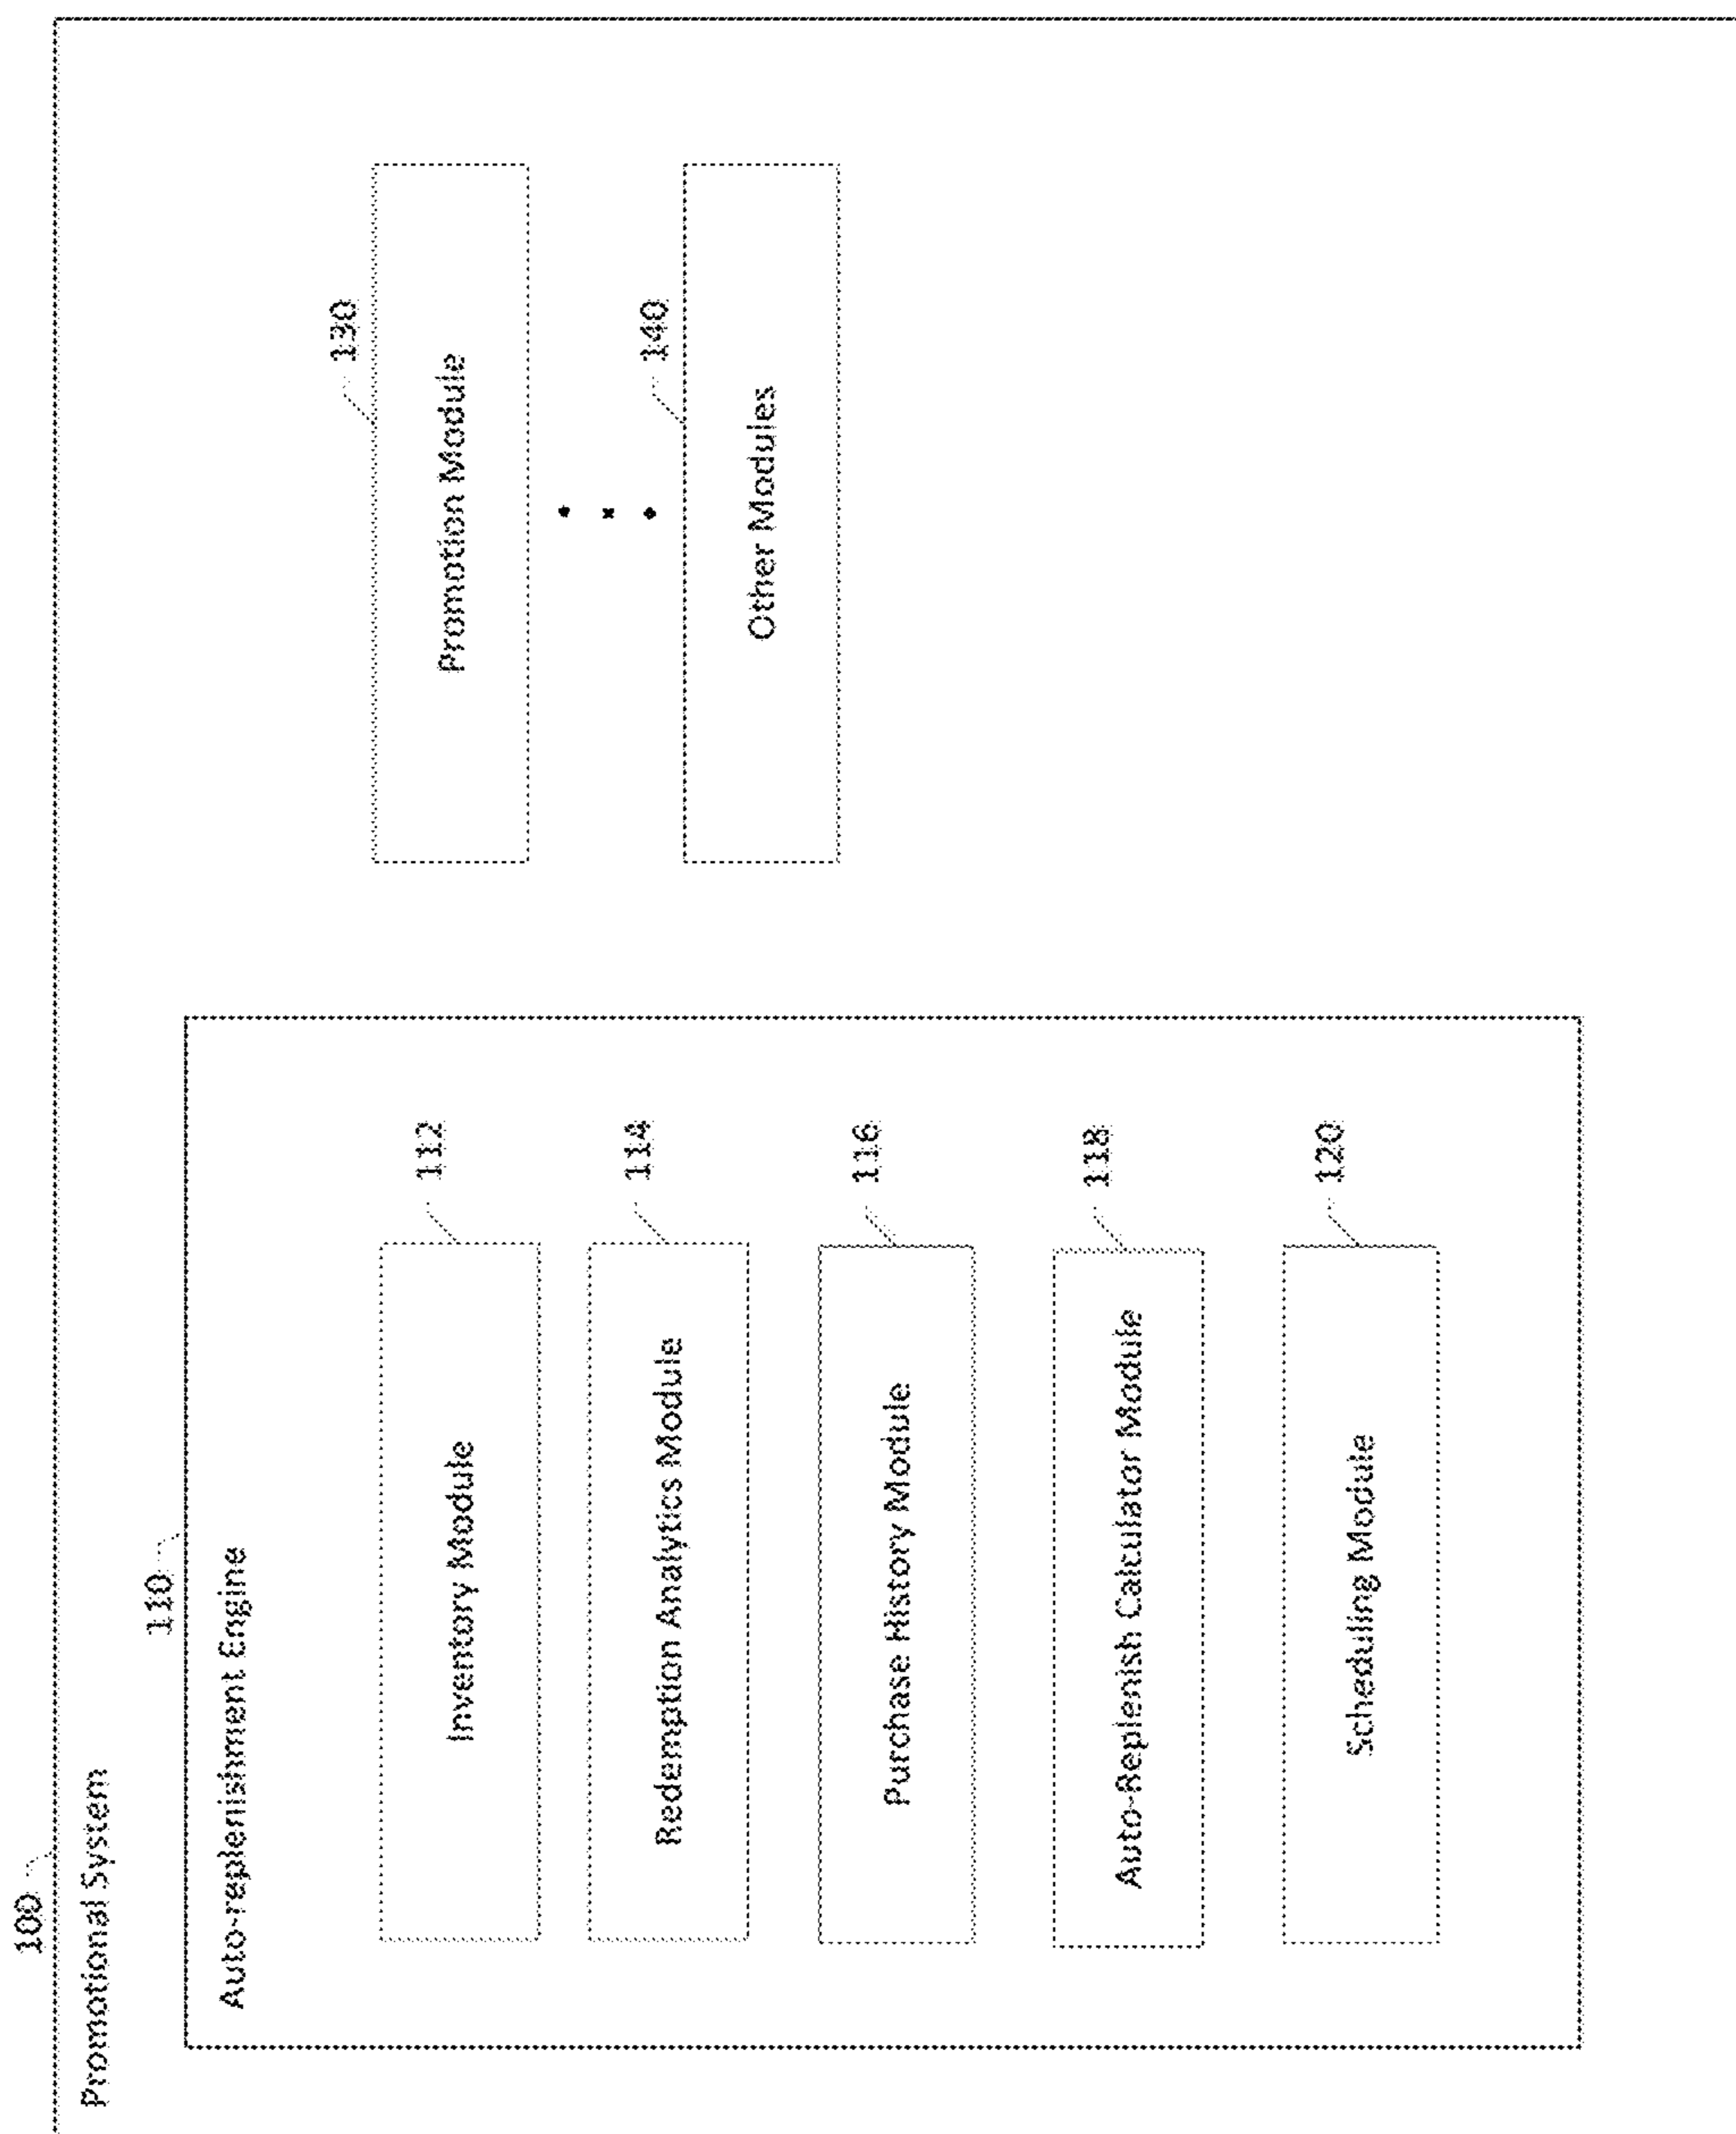 100
Promotional System
110
Auto-replenishment Engine
112
Inventory Module
114
Redemption Analytics Module
116
Purchase History Module
118
Auto-Replenish Calculator Module
120
Scheduling Module
130
Promotion Module
140
Other Modules